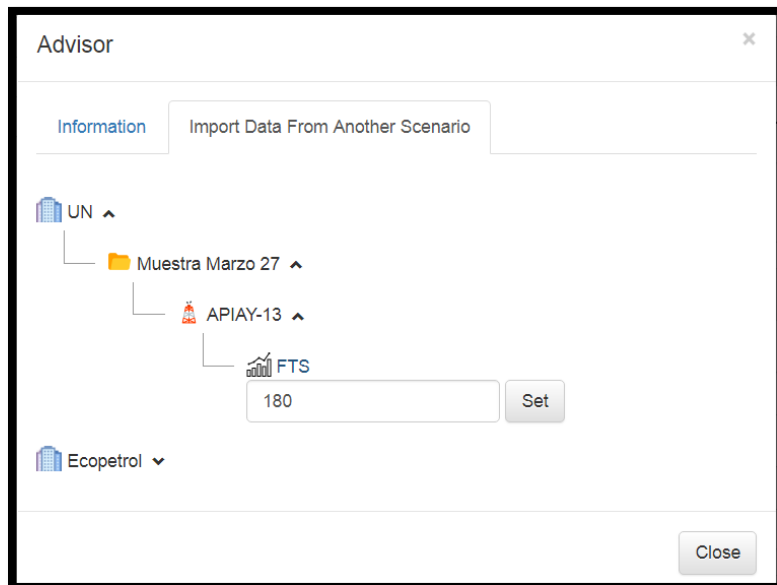 Advisor ×
Information Import Data From Another Scenario
UN
Muestra Marzo 27
APIAY-13
FTS
180 Set
Ecopetrol
Close